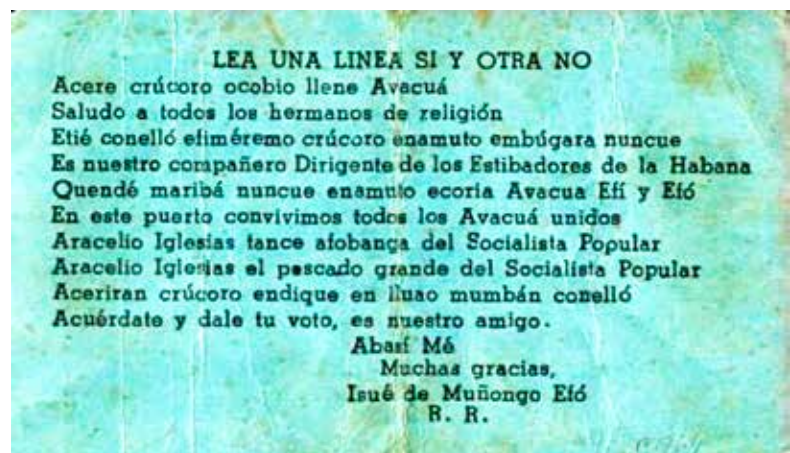 LEA UNA LINEA SI Y OTRA NO
Acere crúcoro ocobio llene Avacuá
Saludo a todos los hermanos de religión
Etié conelló efiméremo crúcoro enamuto embúgara nuncue
Es nuestro compañero Dirigente de los Estibadores de la Habana
Quendé maribá nuncue enamuto ecoria Avacua Efí y Efó
En este puerto convivimos todos los Avacuá unidos
Aracelio Iglesias tance afobanga del Socialista Popular
Aracelio Iglesias el pescado grande del Socialista Popular
Aceriran crúcoro endique en lluao mumbán conelló
Acuérdate y dale tu voto, es nuestro amigo.
Abasí Mé
Muchas gracias,
Isué de Muñongo Efó
R. R.